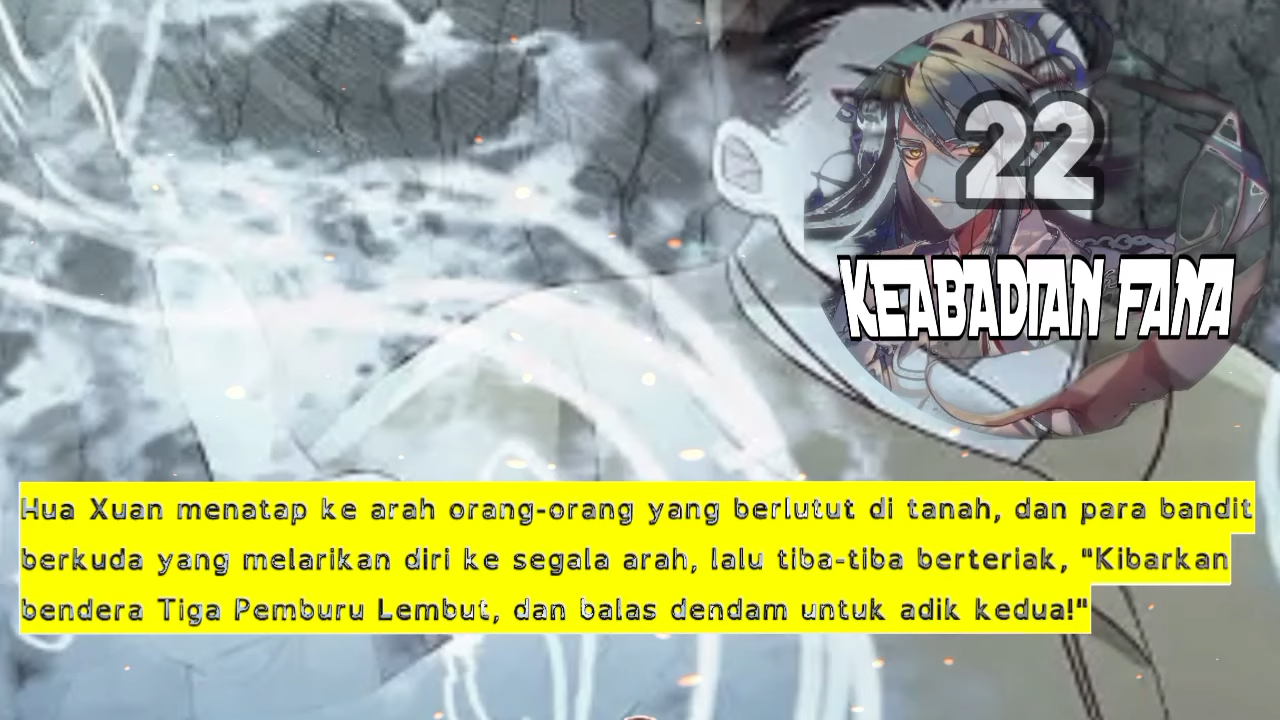 22
KEABADIAN FANA
Hua Xuan menatap ke arah orang-orang yang berlutut di tanah, dan para bandit
berkuda yang melarikan diri ke segala arah, lalu tiba-tiba berteriak, "Kibarkan
bendera Tiga Pemburu Lembut, dan balas dendam untuk adik kedua!"